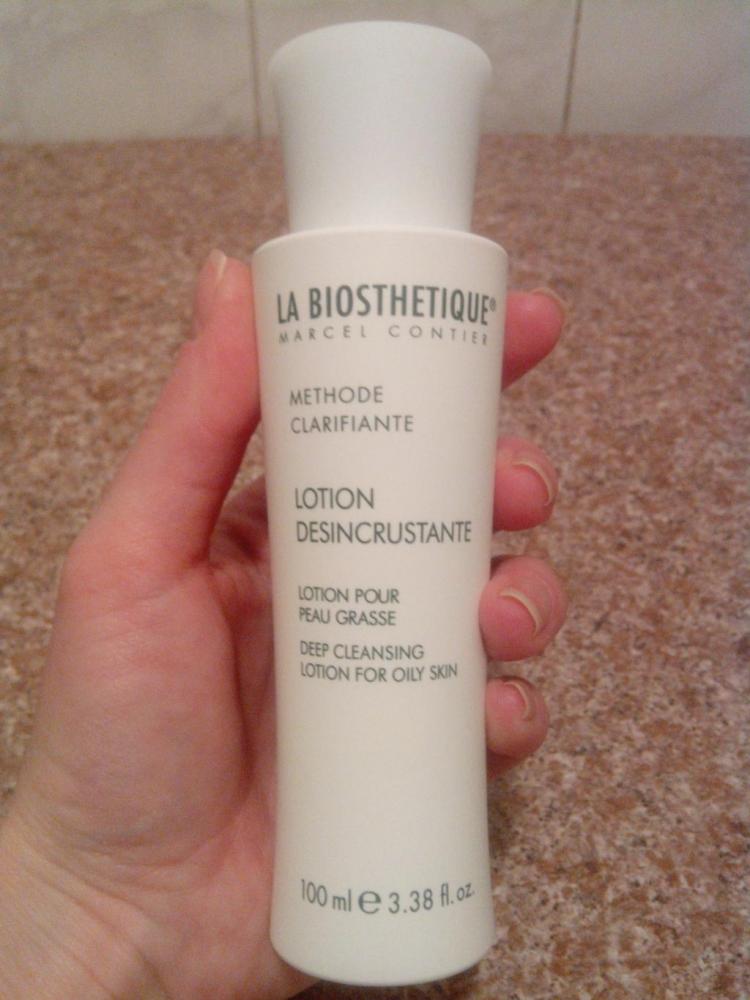 LA BIOSTHETIQUE®
MARCEL CONTIER
METHODE
CLARIFIANTE
LOTION
DESINCRUSTANTE
LOTION POUR
PEAU GRASSE
DEEP CLEANSING
LOTION FOR OILY SKIN
100 ml ℮ 3.38 fl. oz.